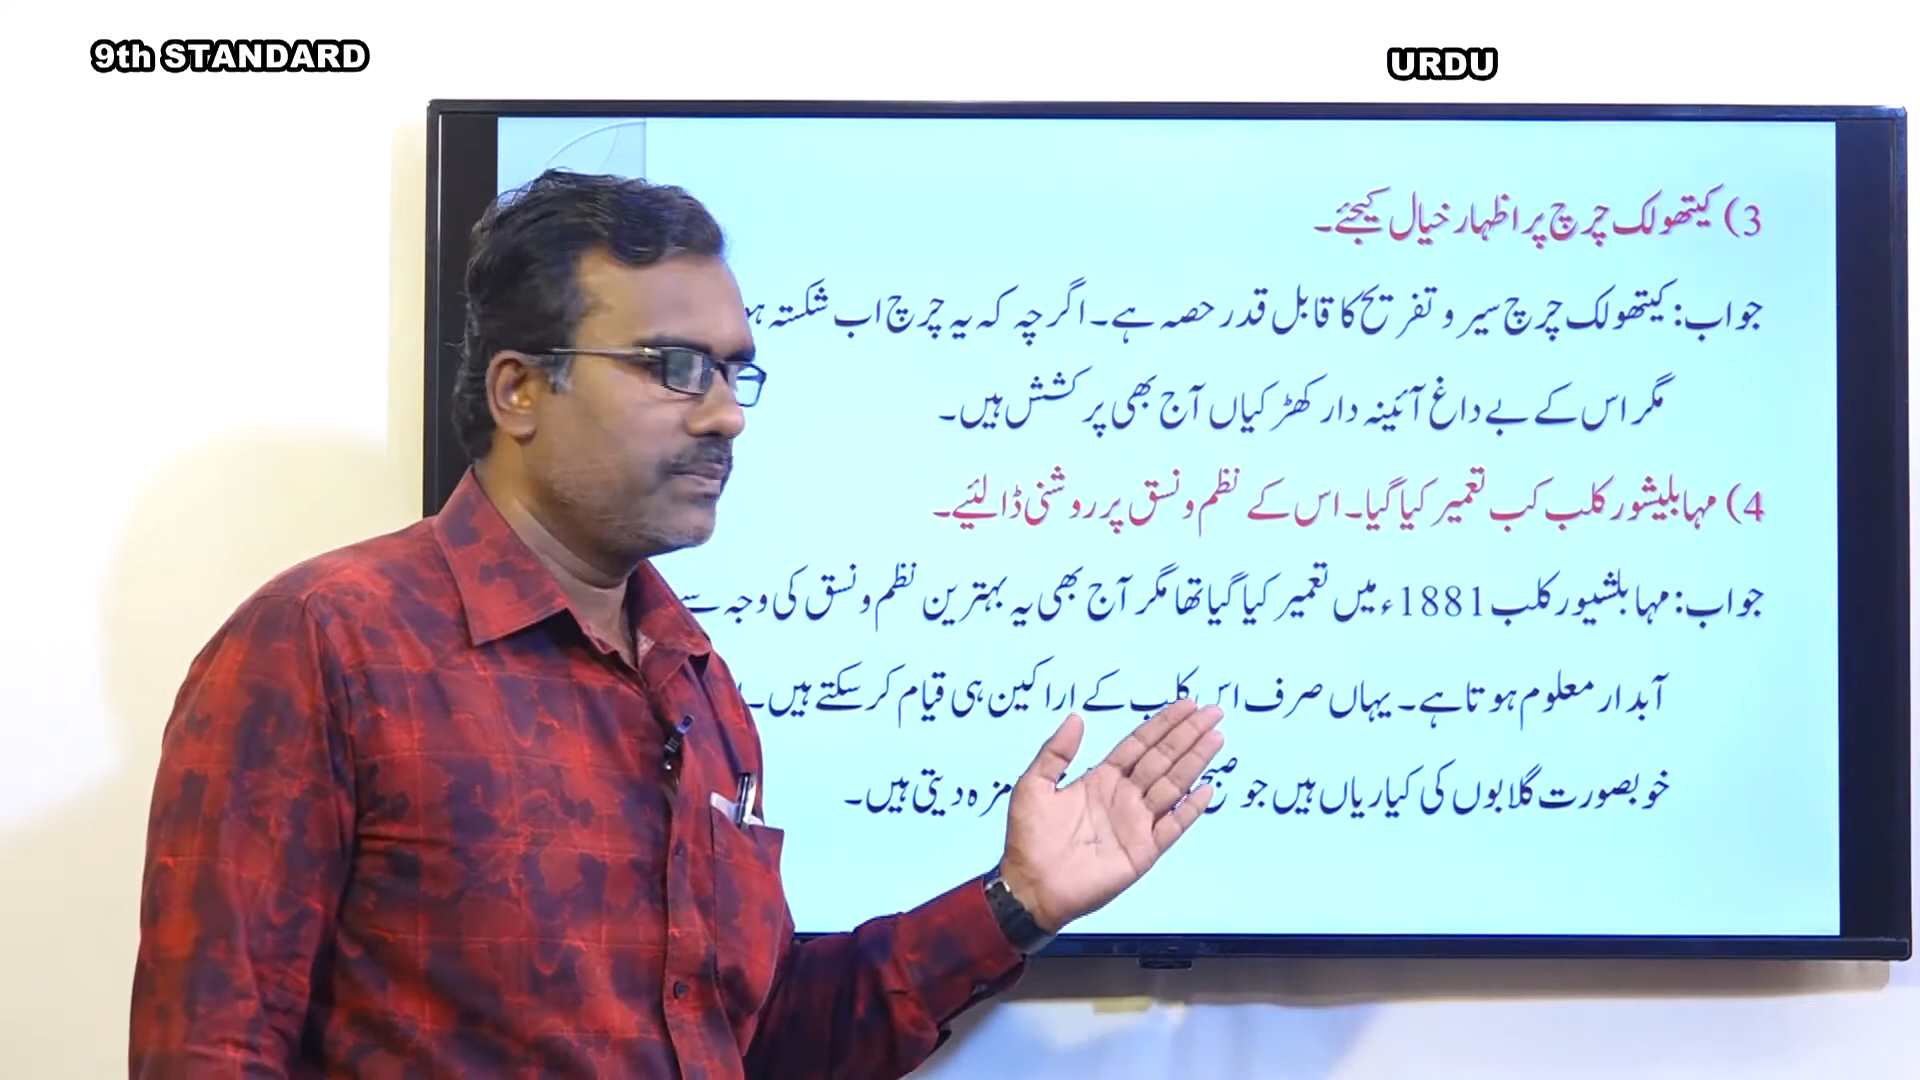 9th STANDARD
URDU
3) کیتھولک چرچ پر اظہار خیال کیجئے۔
جواب: کیتھولک چرچ سیر و تفریح کا قابل قدر حصہ ہے۔ اگرچہ کہ یہ چرچ اب شکستہ
مگر اس کے بے داغ آئینہ دار کھڑکیاں آج بھی پرکشش ہیں۔
4) مہابلیشور کلب کب تعمیر کیا گیا۔ اس کے نظم و نسق پر روشنی ڈالئیے۔
جواب: مہابلشیور کلب 1881ء میں تعمیر کیا گیا تھا مگر آج بھی یہ بہترین نظم و نسق کی وجہ سے
آبدار معلوم ہوتا ہے۔ یہاں صرف اس کلب کے اراکین ہی قیام کر سکتے ہیں۔
خوبصورت گلابوں کی کیاریاں ہیں جو صبح مزہ دیتی ہیں۔